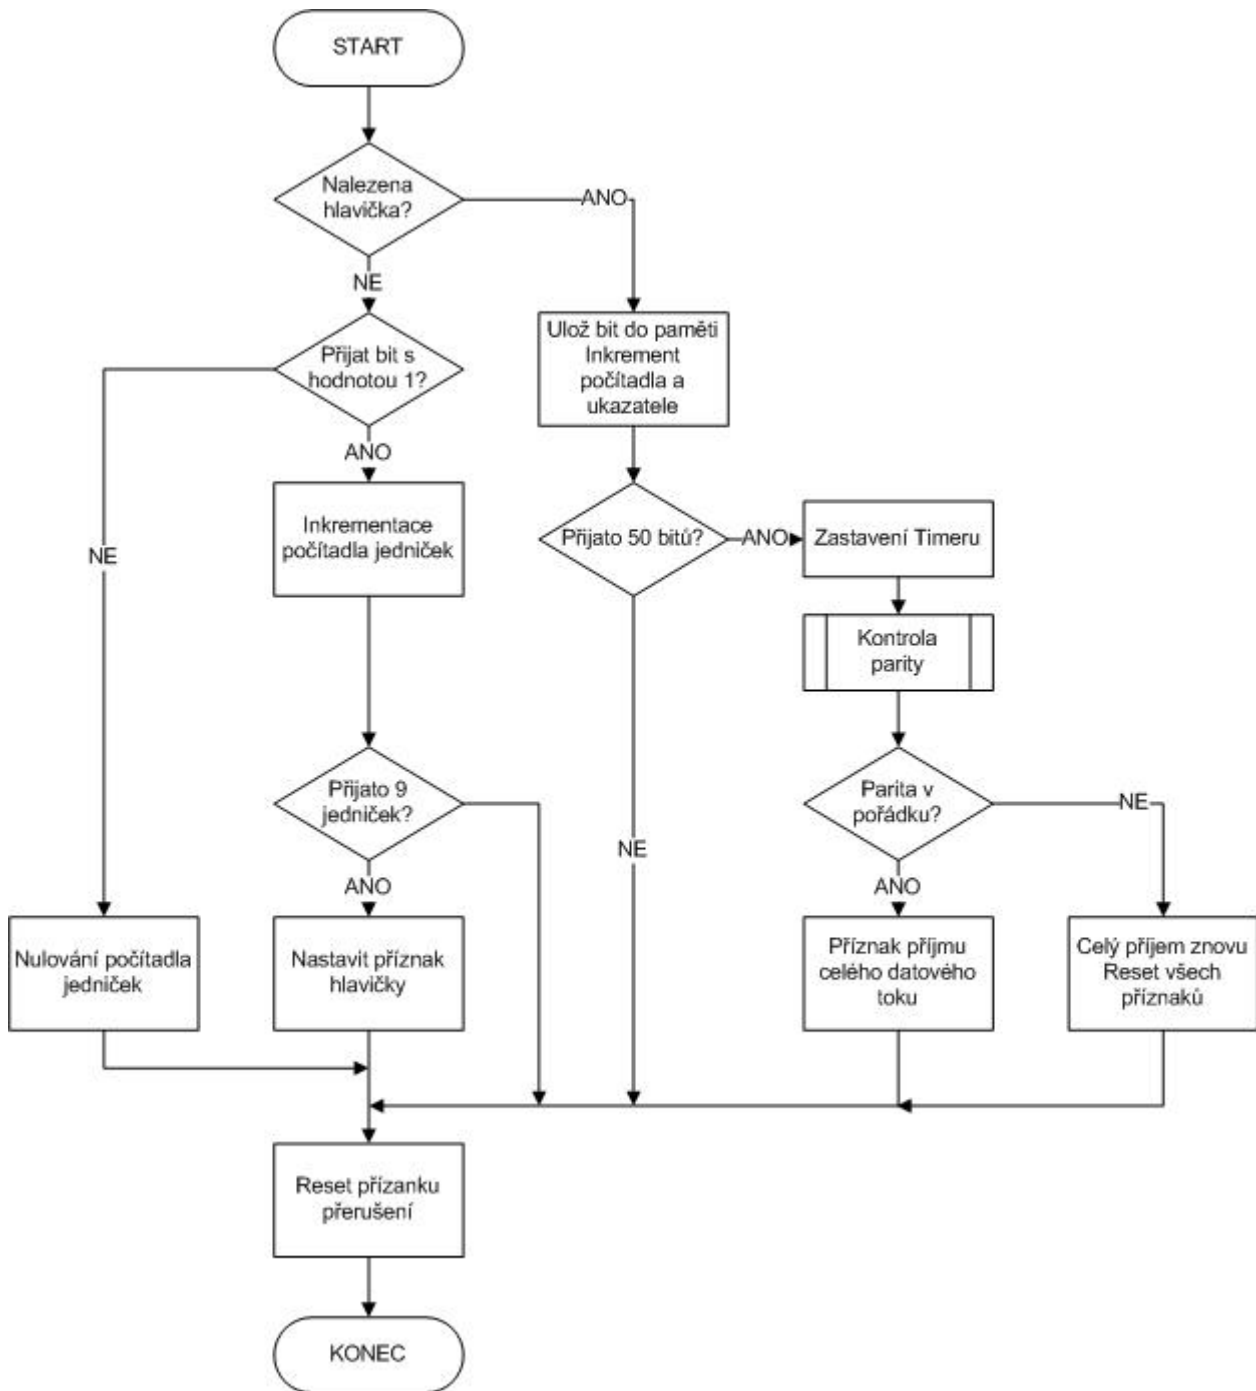 START
Nalezena
hlavička?
ANO
NE
Přijat bit s
hodnotou 1?
Ulož bit do paměti
Inkrement
počítadla a
ukazatele
ANO
NE
Inkrementace
počítadla jedniček
Přijato 50 bitů?
ANO
Zastavení Timeru
Kontrola
parity
Přijato 9
jedniček?
NE
Parita v
pořádku?
NE
ANO
ANO
Nulování počítadla
jedniček
Nastavit příznak
hlavičky
Příznak příjmu
celého datového
toku
Celý příjem znovu
Reset všech
příznaků
Reset přízanku
přerušení
KONEC